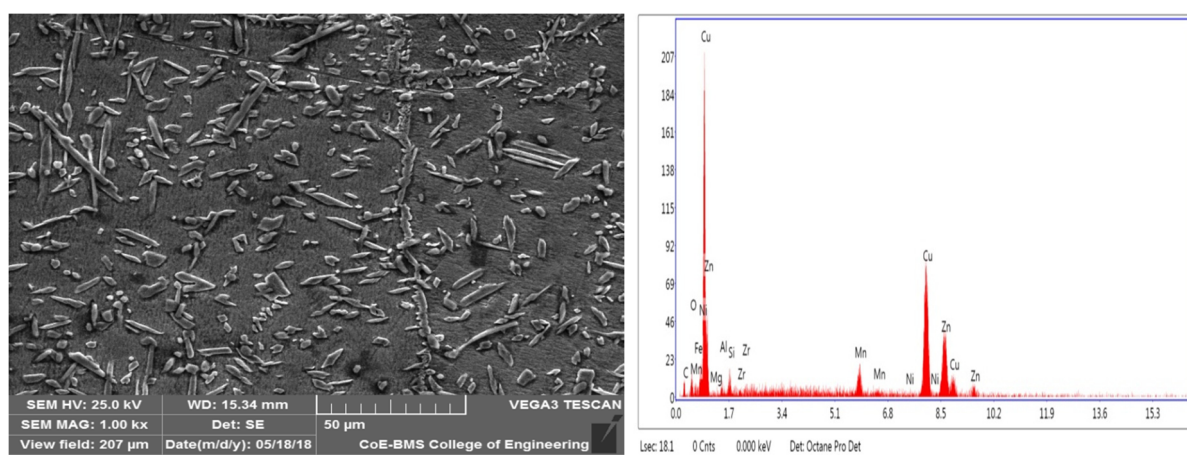 SEM HV: 25.0 kV WD: 15.34 mm VEGA3 TESCAN
SEM MAG: 1.00 kx Det: SE 50 µm
View field: 207 µm Date(m/d/y): 05/18/18 CoE-BMS College of Engineering
Cu
207
184
161
138
115
92
69
46
23
0
Zn
O
Ni
Fe
Al
Mn
Si
Zr
C
Mg
Zr
Mn
Mn
Ni
Cu
Ni
Zn
Cu
Zn
0.0 1.7 3.4 5.1 6.8 8.5 10.2 11.9 13.6 15.3
Lsec: 18.1 0 Cnts 0.000 keV Det: Octane Pro Det